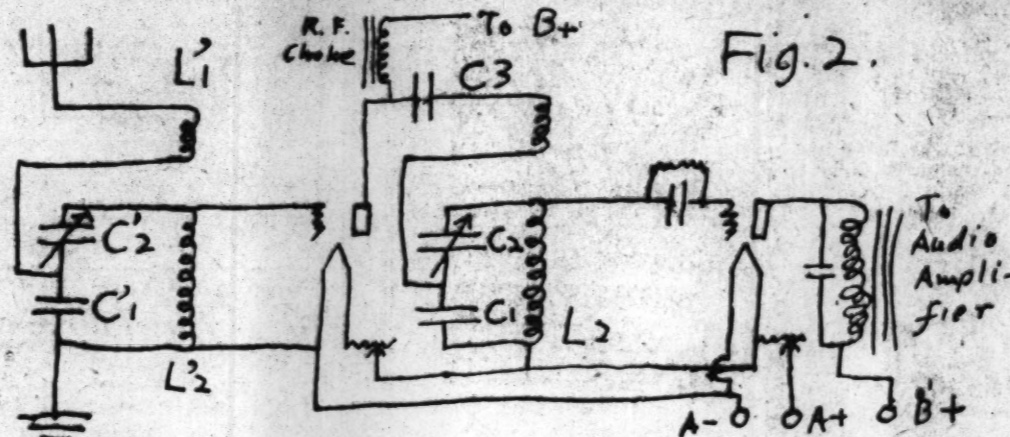 R.F.
Choke
To B+
Fig. 2.
L'1
C3
C'2
C'1
L'2
C2
C1
L2
To
Audio
Ampli-
fier
A-
A+
B'+